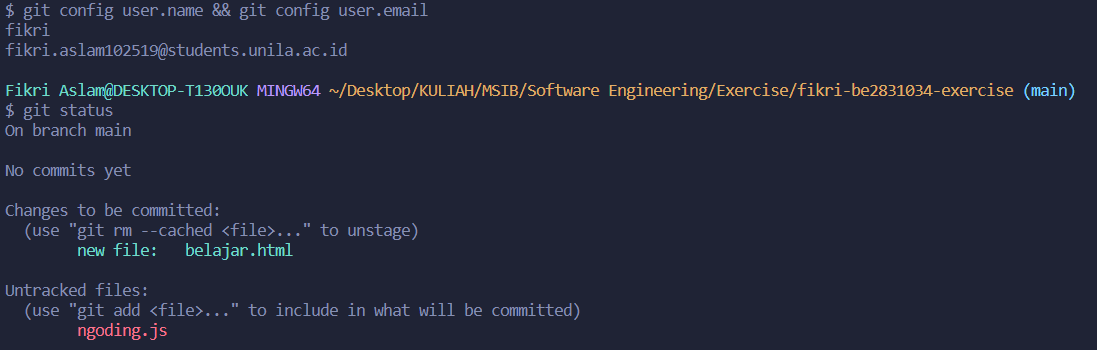 $ git config user.name && git config user.email
fikri
fikri.aslam102519@students.unila.ac.id
Fikri Aslam@DESKTOP-T130OUK MINGW64 ~/Desktop/KULIAH/MSIB/Software Engineering/Exercise/fikri-be2831034-exercise (main)
$ git status
On branch main
No commits yet
Changes to be committed:
  (use "git rm --cached <file>..." to unstage)
        new file:   belajar.html
Untracked files:
  (use "git add <file>..." to include in what will be committed)
        ngoding.js